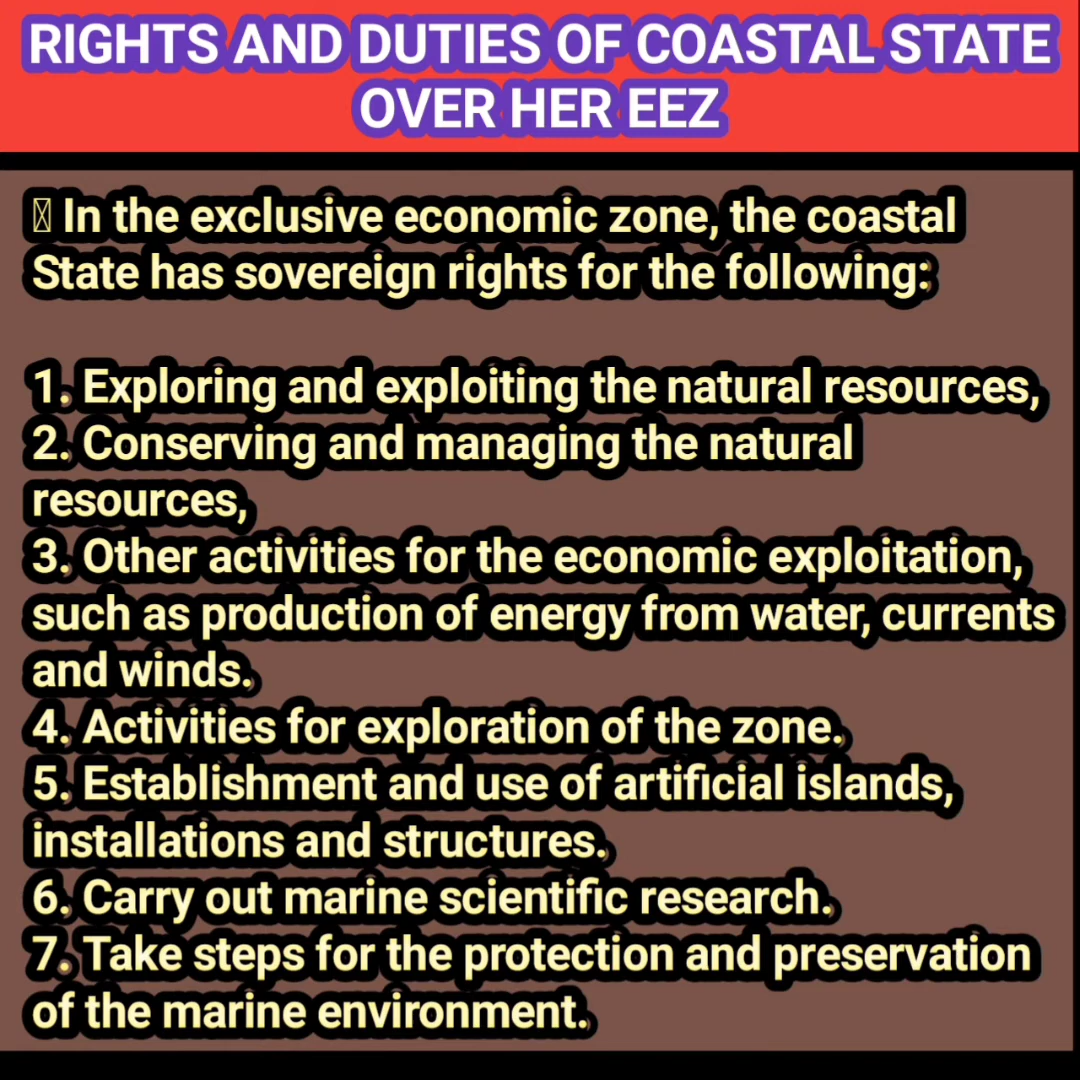 RIGHTS AND DUTIES OF COASTAL STATE
OVER HER EEZ
In the exclusive economic zone, the coastal
State has sovereign rights for the following:
1. Exploring and exploiting the natural resources,
2. Conserving and managing the natural
resources,
3. Other activities for the economic exploitation,
such as production of energy from water, currents
and winds.
4. Activities for exploration of the zone.
5. Establishment and use of artificial islands,
installations and structures.
6. Carry out marine scientific research.
7. Take steps for the protection and preservation
of the marine environment.